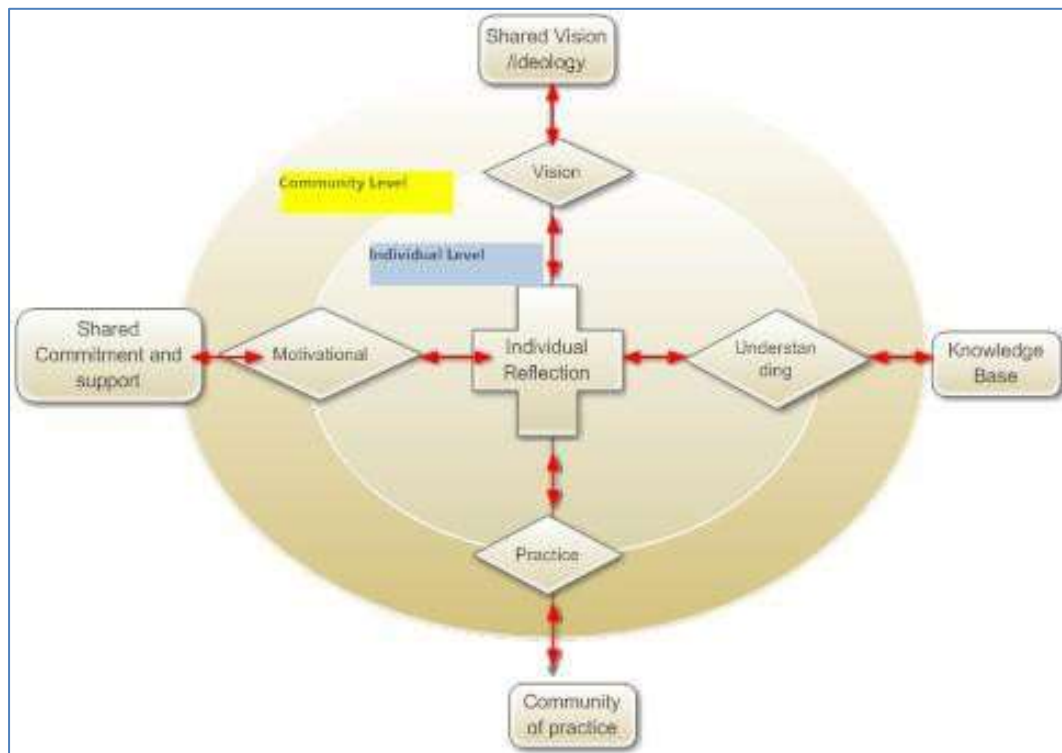 Shared Vision
/ideology
Vision
Community Level
Individual Level
Shared
Commitment and
support
Motivational
Individual
Reflection
Understan
ding
Knowledge
Base
Practice
Community
of practice